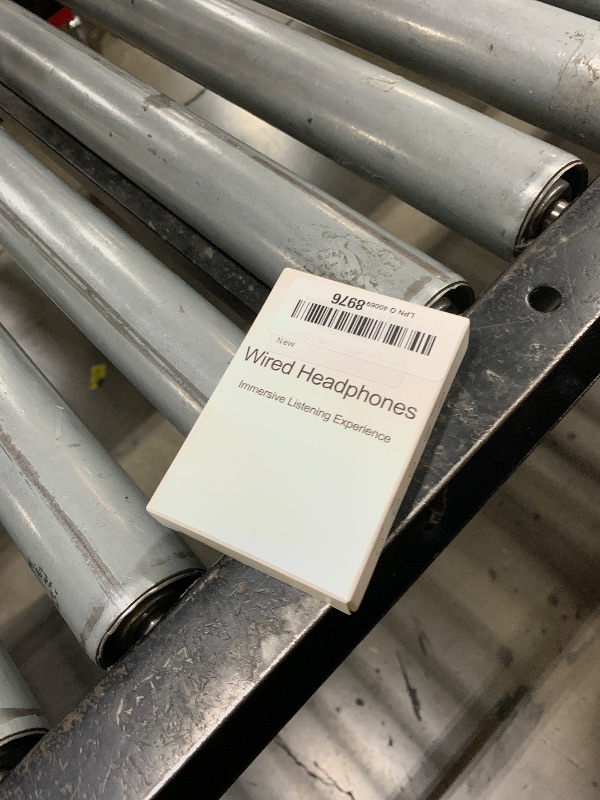 LPN Q 40069 8976
New
Wired Headphones
Immersive Listening Experience